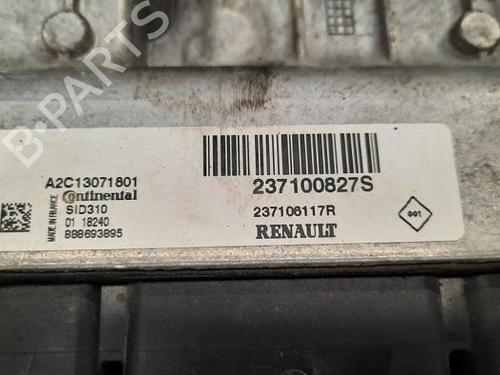 B-PARTS
A2C13071801
Continental
SID310
01 18240
888693895
MADE IN FRANCE
237100827S
237106117R
RENAULT
001